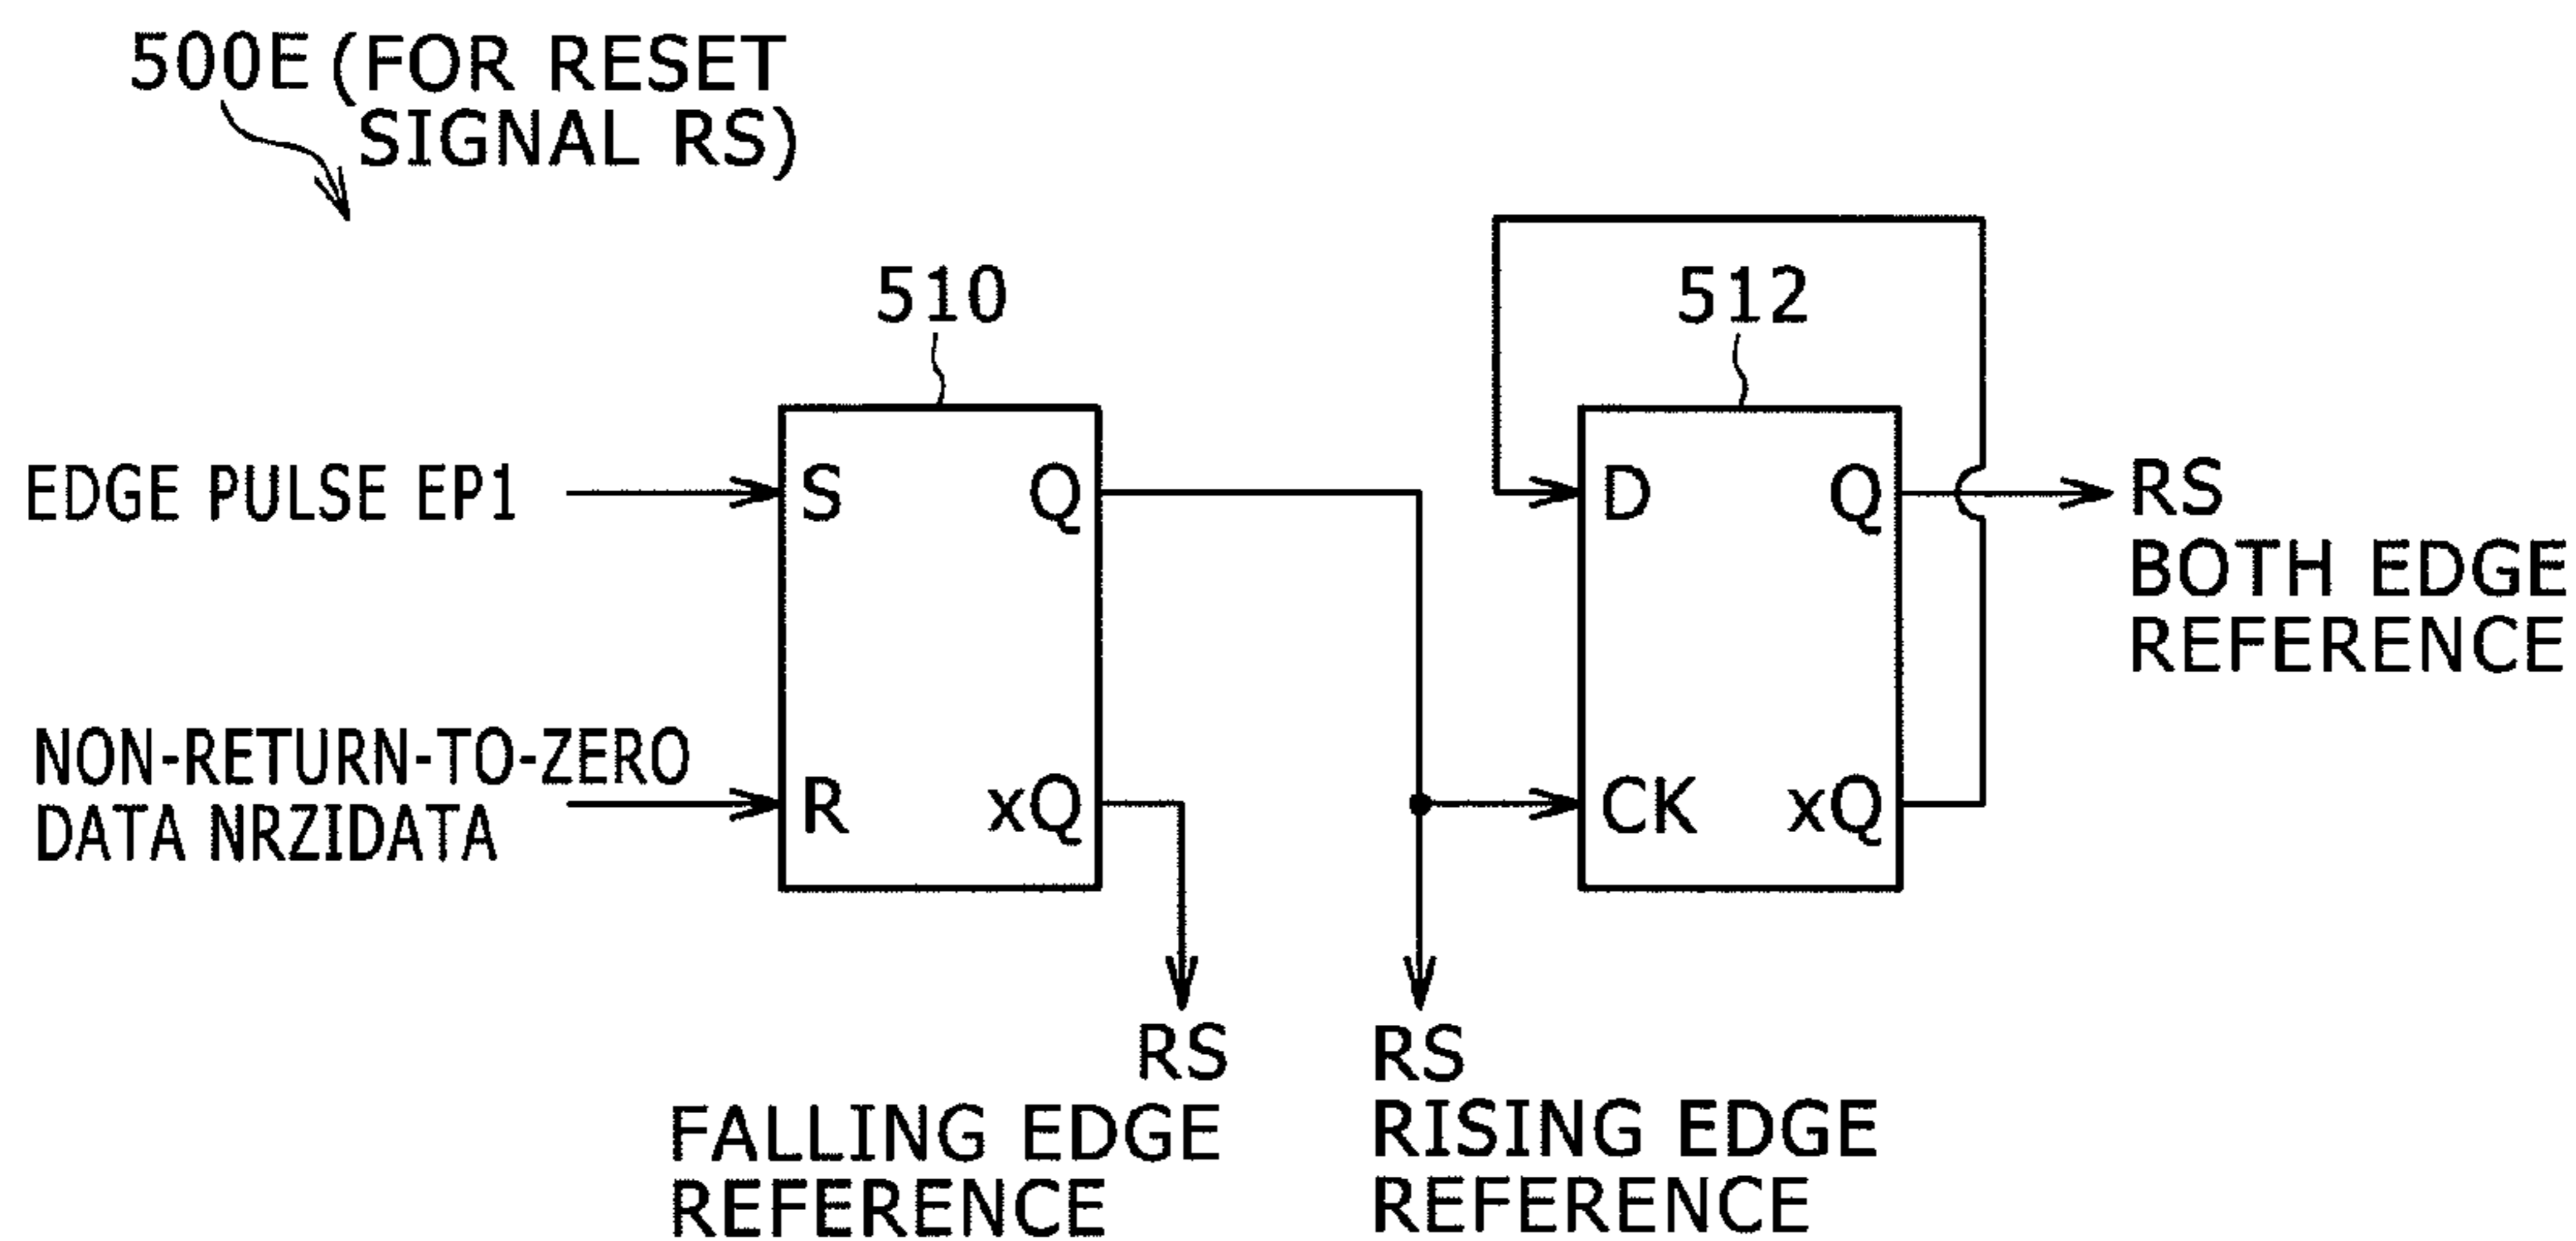 500E (FOR RESET
SIGNAL RS)
510
512
EDGE PULSE EP1
S
Q
D
Q
RS
BOTH EDGE
REFERENCE
NON-RETURN-TO-ZERO
DATA NRZIDATA
R
xQ
CK
xQ
RS
FALLING EDGE
REFERENCE
RS
RISING EDGE
REFERENCE